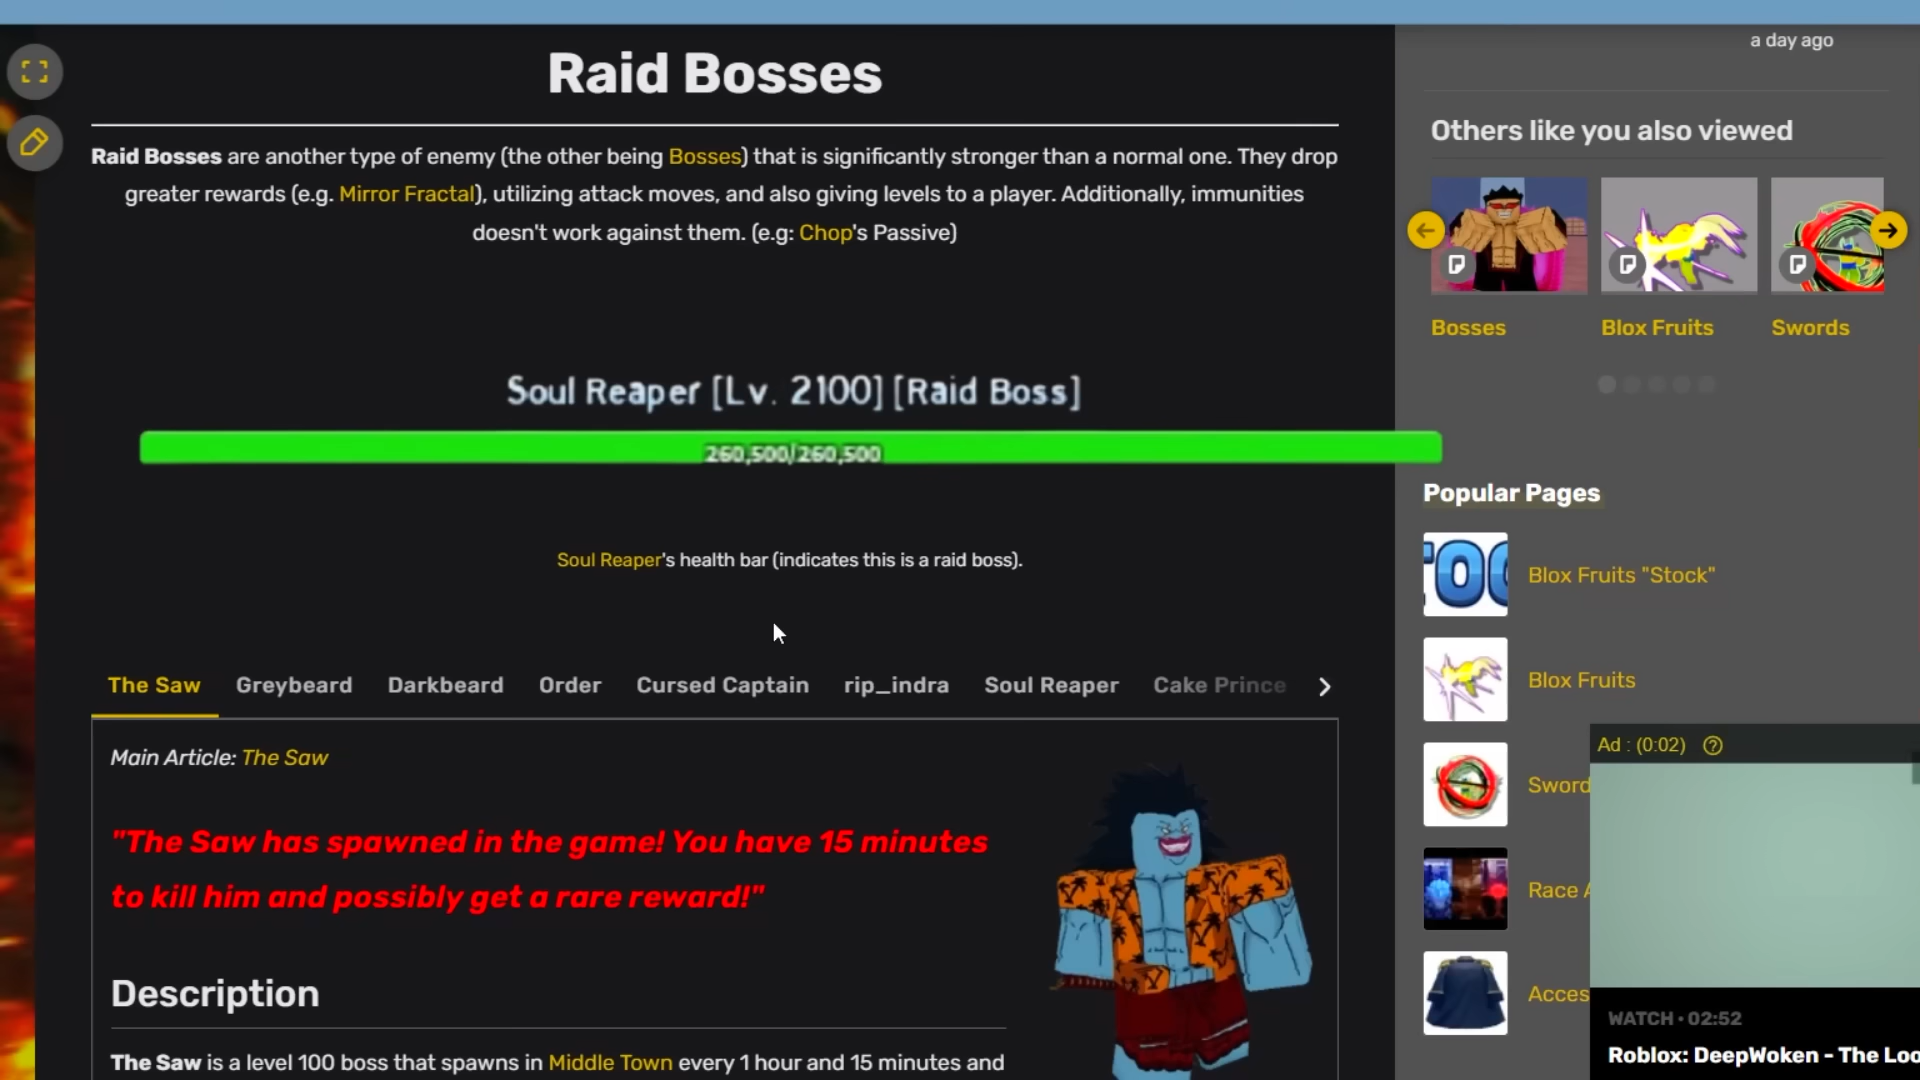 a day ago
Raid Bosses
Raid Bosses are another type of enemy (the other being Bosses) that is significantly stronger than a normal one. They drop
greater rewards (e.g. Mirror Fractal), utilizing attack moves, and also giving levels to a player. Additionally, immunities
doesn't work against them. (e.g: Chop's Passive)
Soul Reaper [Lv. 2100] [Raid Boss]
260,500/260,500
Soul Reaper's health bar (indicates this is a raid boss).
The Saw
Greybeard
Darkbeard
Order
Cursed Captain
rip_indra
Soul Reaper
Cake Prince
Main Article: The Saw
"The Saw has spawned in the game! You have 15 minutes
to kill him and possibly get a rare reward!"
Description
The Saw is a level 100 boss that spawns in Middle Town every 1 hour and 15 minutes and
Others like you also viewed
Bosses
Blox Fruits
Swords
Popular Pages
TOC
Blox Fruits "Stock"
Blox Fruits
Sword
Race A
Acces
Ad : (0:02)
WATCH • 02:52
Roblox: DeepWoken - The Loo